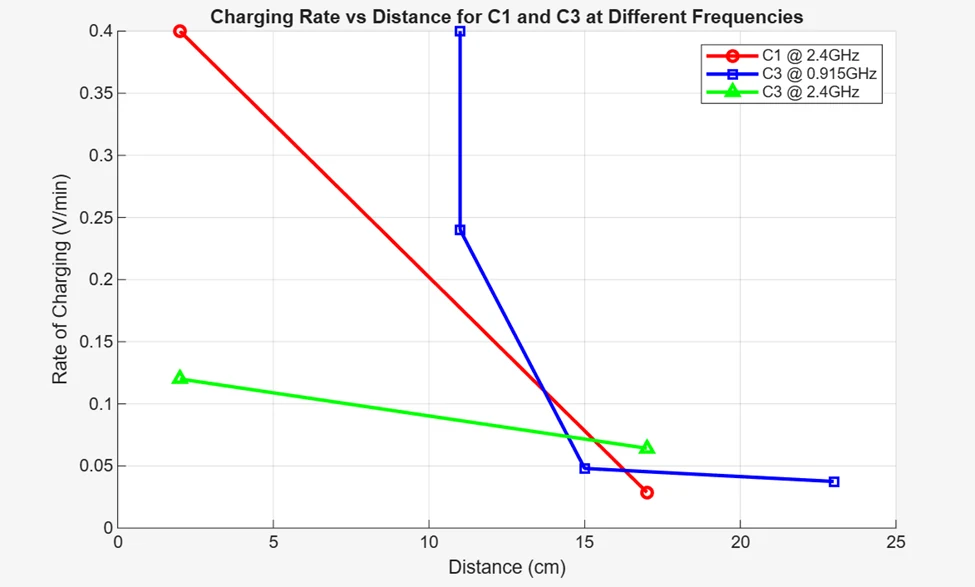 Charging Rate vs Distance for C1 and C3 at Different Frequencies
C1 @ 2.4GHz
C3 @ 0.915GHz
C3 @ 2.4GHz
Rate of Charging (V/min)
0.4
0.35
0.3
0.25
0.2
0.15
0.1
0.05
0
0 5 10 15 20 25
Distance (cm)